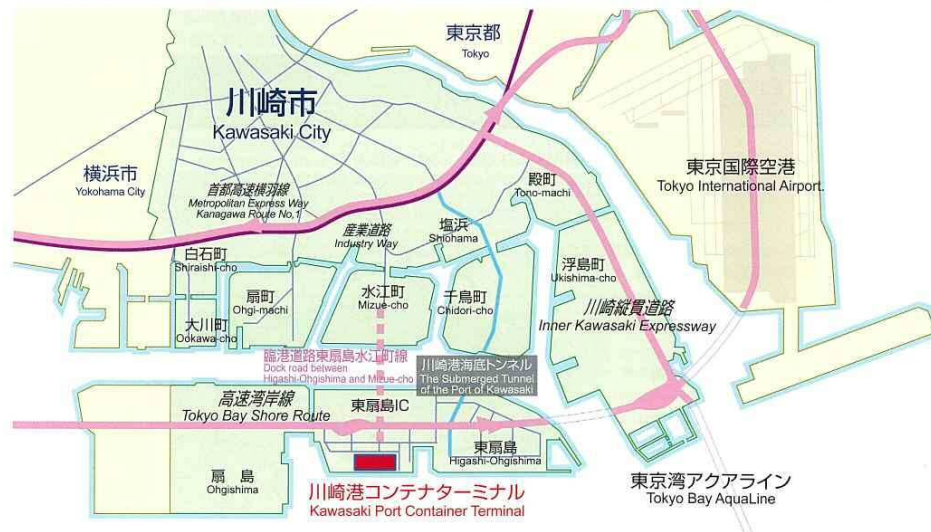 東京都
Tokyo
川崎市
Kawasaki City
横浜市
Yokohama City
東京国際空港
Tokyo International Airport.
首都高速横羽線
Metropolitan Express Way
Kanagawa Route No,1
産業道路
Industry Way
塩浜
Shiohama
殿町
Tono-machi
白石町
Shiraishi-cho
扇町
Ohgi-machi
水江町
Mizue-cho
千鳥町
Chidori-cho
浮島町
Ukishima-cho
大川町
Ookawa-cho
川崎縦貫道路
Inner Kawasaki Expressway
臨港道路東扇島水江町線
Dock road between
Higashi-Ohgishima and Mizue-cho
川崎港海底トンネル
The Submerged Tunnel
of the Port of Kawasaki
高速湾岸線
Tokyo Bay Shore Route
東扇島IC
東扇島
Higashi-Ohgishima
扇島
Ohgishima
川崎港コンテナターミナル
Kawasaki Port Container Terminal
東京湾アクアライン
Tokyo Bay AquaLine